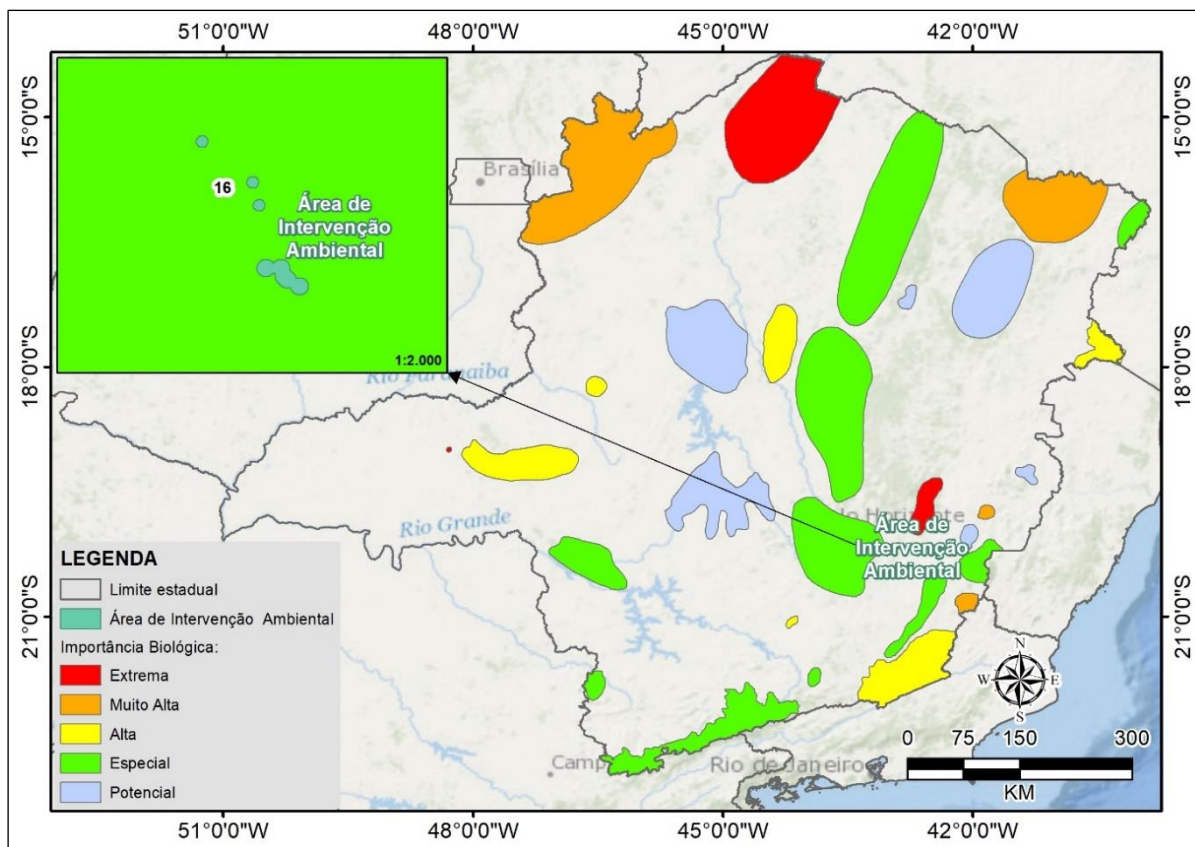 51°0'0"W 48°0'0"W 45°0'0"W 42°0'0"W
15°0'0"S
15°0'0"S
Brasília
16
Área de
Intervenção
Ambiental
1:2.000
18°0'0"S
18°0'0"S
Rio Paranaíba
Rio Grande
lo Horizonte
Área de
Intervenção
Ambiental
21°0'0"S
21°0'0"S
LEGENDA
Limite estadual
Área de Intervenção Ambiental
Importância Biológica:
Extrema
Muito Alta
Alta
Especial
Potencial
N
W E
S
0 75 150 300
KM
Camp
Rio de Janeiro
51°0'0"W 48°0'0"W 45°0'0"W 42°0'0"W